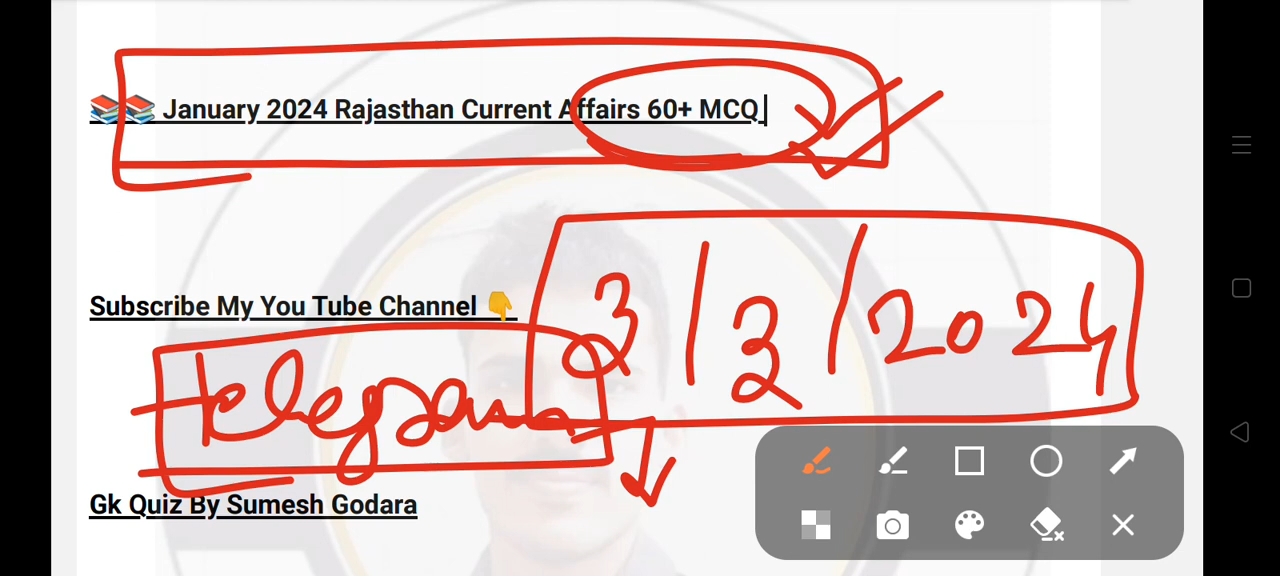 📚📚 January 2024 Rajasthan Current Affairs 60+ MCQ
3/3/2024
Subscribe My You Tube Channel 👇
telegram
Gk Quiz By Sumesh Godara